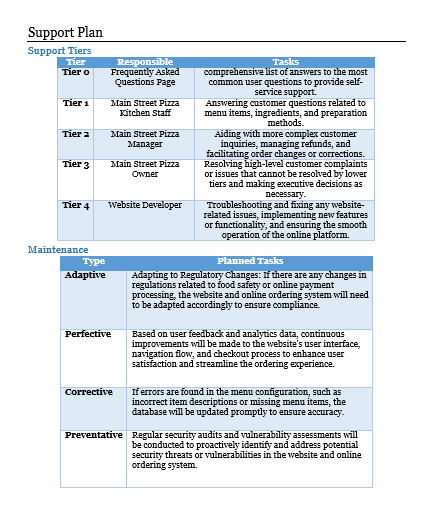 Support Plan
Support Tiers
Tier Responsible Tasks
Tier 0 Frequently Asked comprehensive list of answers to the most
Questions Page common user questions to provide self-
service support.
Tier 1 Main Street Pizza Answering customer questions related to
Kitchen Staff menu items, ingredients, and preparation
methods.
Tier 2 Main Street Pizza Aiding with more complex customer
Manager inquiries, managing refunds, and
facilitating order changes or corrections.
Tier 3 Main Street Pizza Resolving high-level customer complaints
Owner or issues that cannot be resolved by lower
tiers and making executive decisions as
necessary.
Tier 4 Website Developer Troubleshooting and fixing any website-
related issues, implementing new features
or functionality, and ensuring the smooth
operation of the online platform.
Maintenance
Type Planned Tasks
Adaptive Adapting to Regulatory Changes: If there are any changes in
regulations related to food safety or online payment
processing, the website and online ordering system will need
to be adapted accordingly to ensure compliance.
Perfective Based on user feedback and analytics data, continuous
improvements will be made to the website's user interface,
navigation flow, and checkout process to enhance user
satisfaction and streamline the ordering experience.
Corrective If errors are found in the menu configuration, such as
incorrect item descriptions or missing menu items, the
database will be updated promptly to ensure accuracy.
Preventative Regular security audits and vulnerability assessments will
be conducted to proactively identify and address potential
security threats or vulnerabilities in the website and online
ordering system.